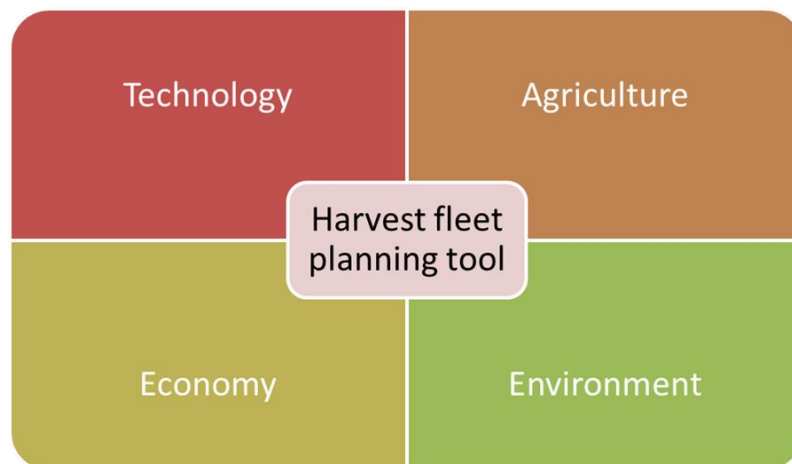 Technology
Agriculture
Harvest fleet
planning tool
Economy
Environment